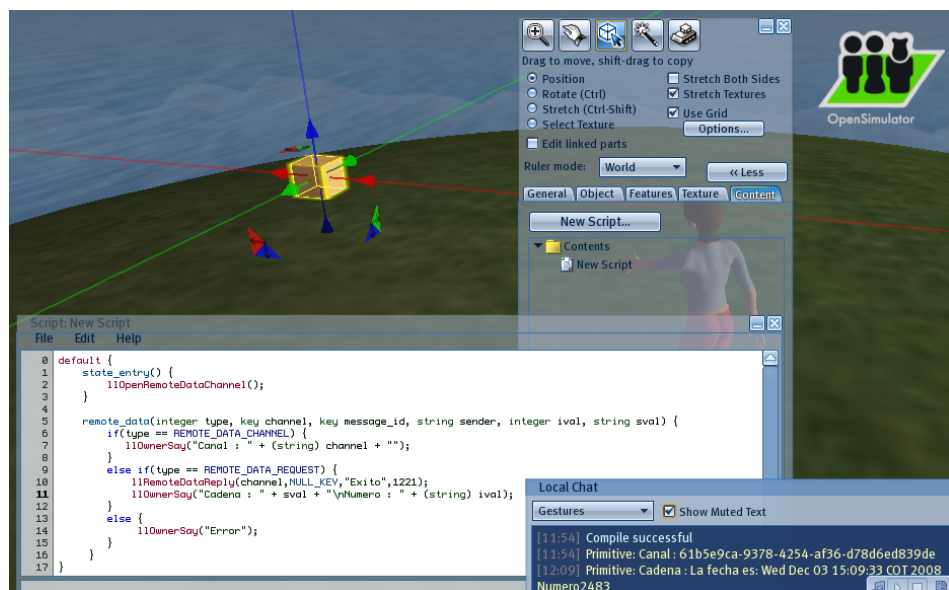 Drag to move, shift-drag to copy
Position
Stretch Both Sides
Rotate (Ctrl)
Stretch Textures
Stretch (Ctrl-Shift)
Use Grid
Select Texture
Options...
Edit linked parts
Ruler mode: World
<< Less
General Object Features Texture Content
New Script...
Contents
New Script
OpenSimulator
Script: New Script
File Edit Help
0 default {
1 state_entry() {
2 llOpenRemoteDataChannel();
3 }
4
5 remote_data(integer type, key channel, key message_id, string sender, integer ival, string sval) {
6 if(type == REMOTE_DATA_CHANNEL) {
7 llOwnerSay("Canal : " + (string) channel + "");
8 }
9 else if(type == REMOTE_DATA_REQUEST) {
10 llRemoteDataReply(channel,NULL_KEY,"Exito",1221);
11 llOwnerSay("Cadena : " + sval + "\nNumero : " + (string) ival);
12 }
13 else {
14 llOwnerSay("Error");
15 }
16 }
17 }
Local Chat
Gestures
Show Muted Text
[11:54] Compile successful
[11:54] Primitive: Canal : 61b5e9ca-9378-4254-af36-d78d6ed839de
[12:09] Primitive: Cadena : La fecha es: Wed Dec 03 15:09:33 COT 2008
Numero2483